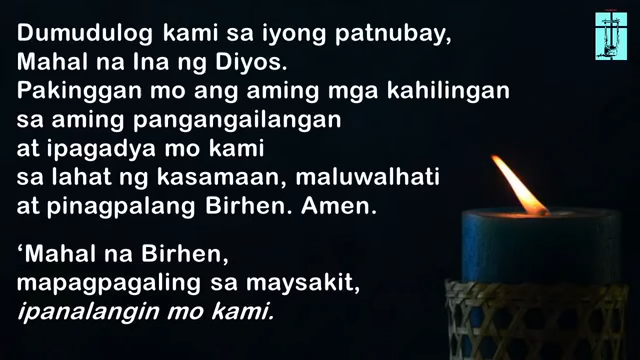 Dumudulog kami sa iyong patnubay,
Mahal na Ina ng Diyos.
Pakinggan mo ang aming mga kahilingan
sa aming pangangailangan
at ipagadya mo kami
sa lahat ng kasamaan, maluwalhati
at pinagpalang Birhen. Amen.
‘Mahal na Birhen,
mapagpagaling sa maysakit,
ipanalangin mo kami.